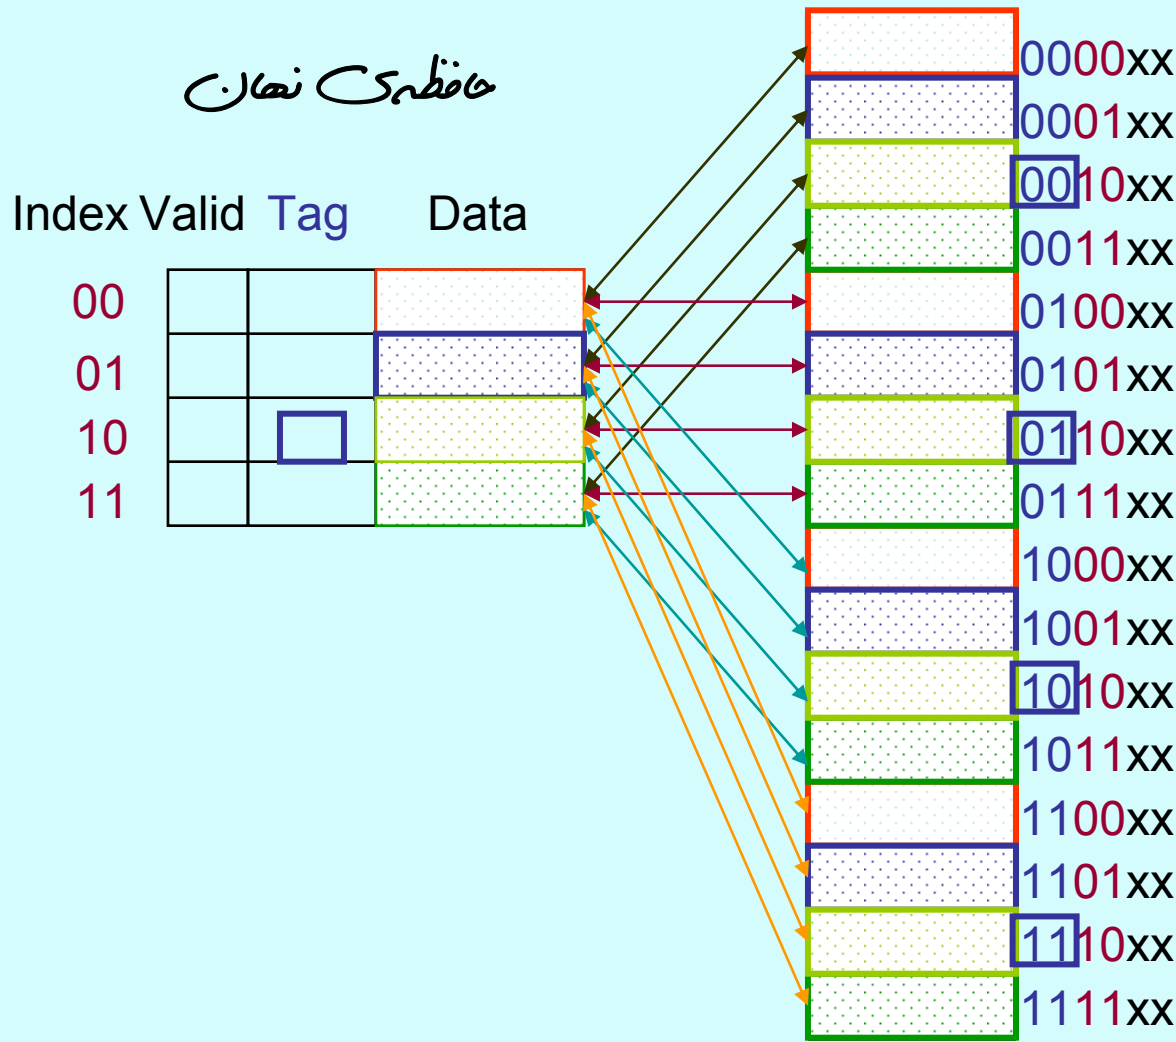 حافظه‌ی نهان
0000xx
0001xx
0010xx
Index Valid Tag Data
0011xx
00
0100xx
01
0101xx
10
0110xx
11
0111xx
1000xx
1001xx
1010xx
1011xx
1100xx
1101xx
1110xx
1111xx